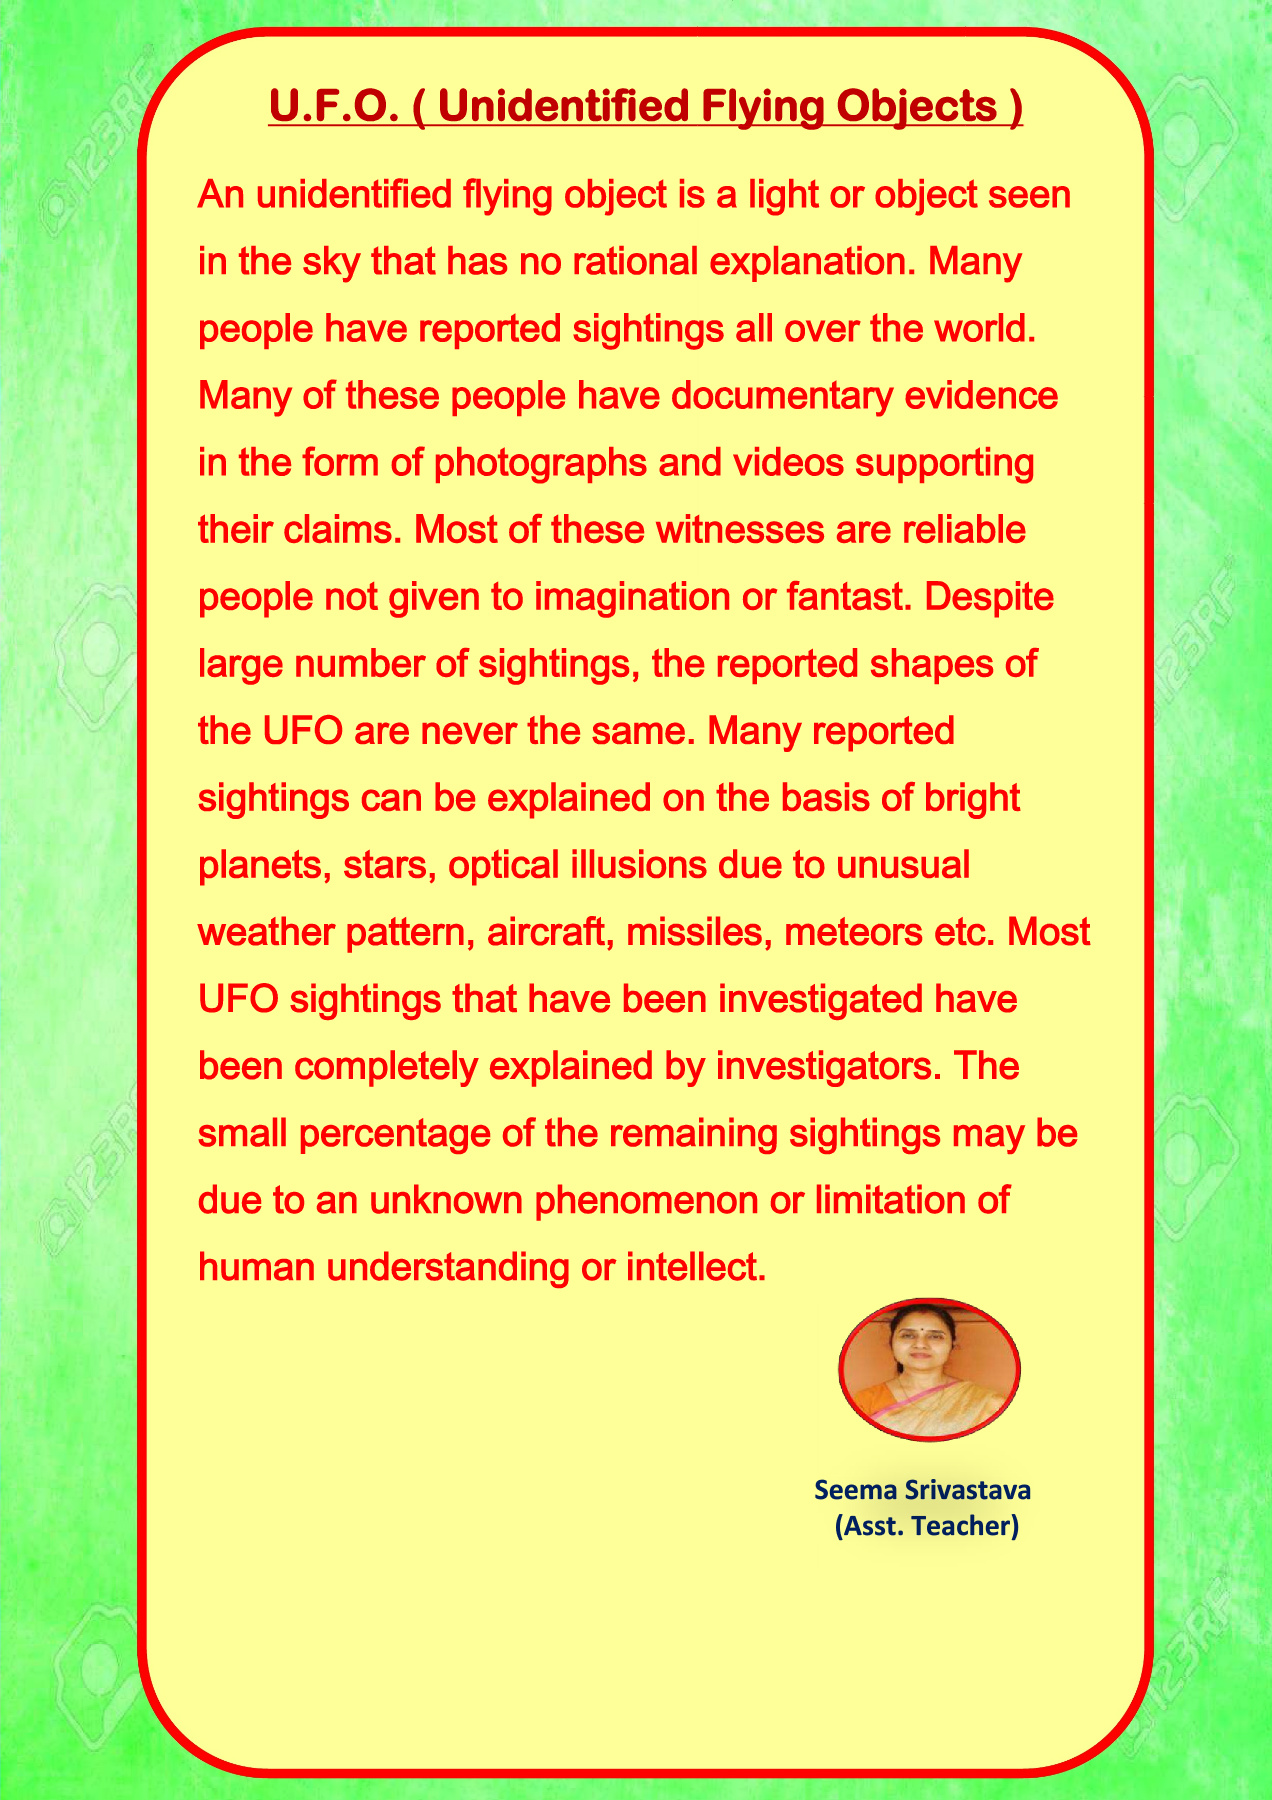 U.F.O. ( Unidentified Flying Objects )
An unidentified flying object is a light or object seen
in the sky that has no rational explanation. Many
people have reported sightings all over the world.
Many of these people have documentary evidence
in the form of photographs and videos supporting
their claims. Most of these witnesses are reliable
people not given to imagination or fantast. Despite
large number of sightings, the reported shapes of
the UFO are never the same. Many reported
sightings can be explained on the basis of bright
planets, stars, optical illusions due to unusual
weather pattern, aircraft, missiles, meteors etc. Most
UFO sightings that have been investigated have
been completely explained by investigators. The
small percentage of the remaining sightings may be
due to an unknown phenomenon or limitation of
human understanding or intellect.
Seema Srivastava
(Asst. Teacher)
123RF
123RF
123RF
123RF